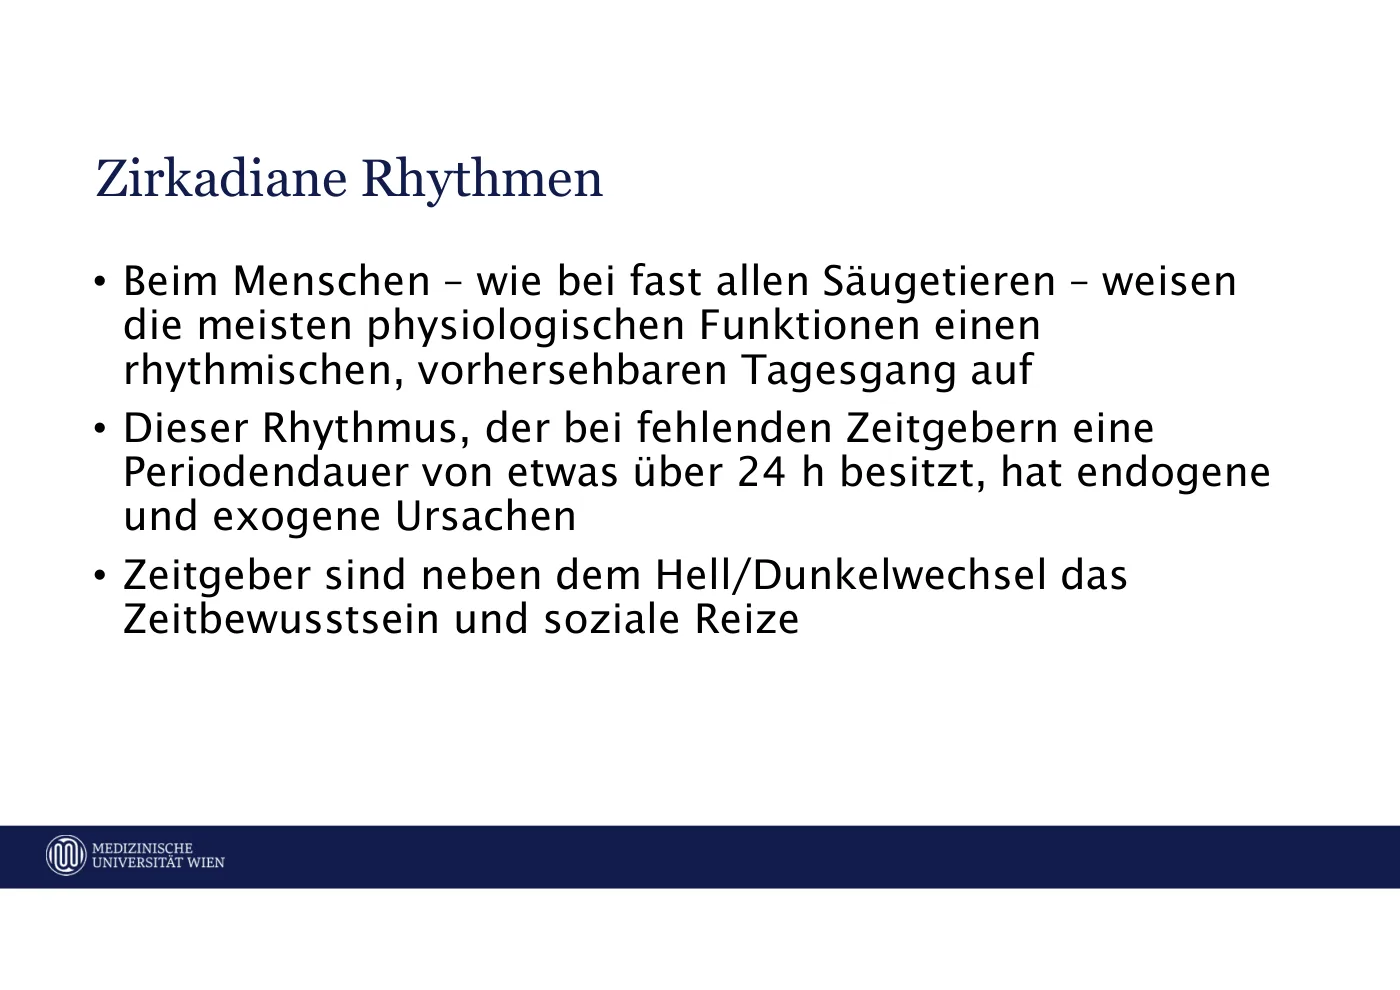 Zirkadiane Rhythmen
• Beim Menschen – wie bei fast allen Säugetieren – weisen
die meisten physiologischen Funktionen einen
rhythmischen, vorhersehbaren Tagesgang auf
• Dieser Rhythmus, der bei fehlenden Zeitgebern eine
Periodendauer von etwas über 24 h besitzt, hat endogene
und exogene Ursachen
• Zeitgeber sind neben dem Hell/Dunkelwechsel das
Zeitbewusstsein und soziale Reize
MEDIZINISCHE
UNIVERSITÄT WIEN